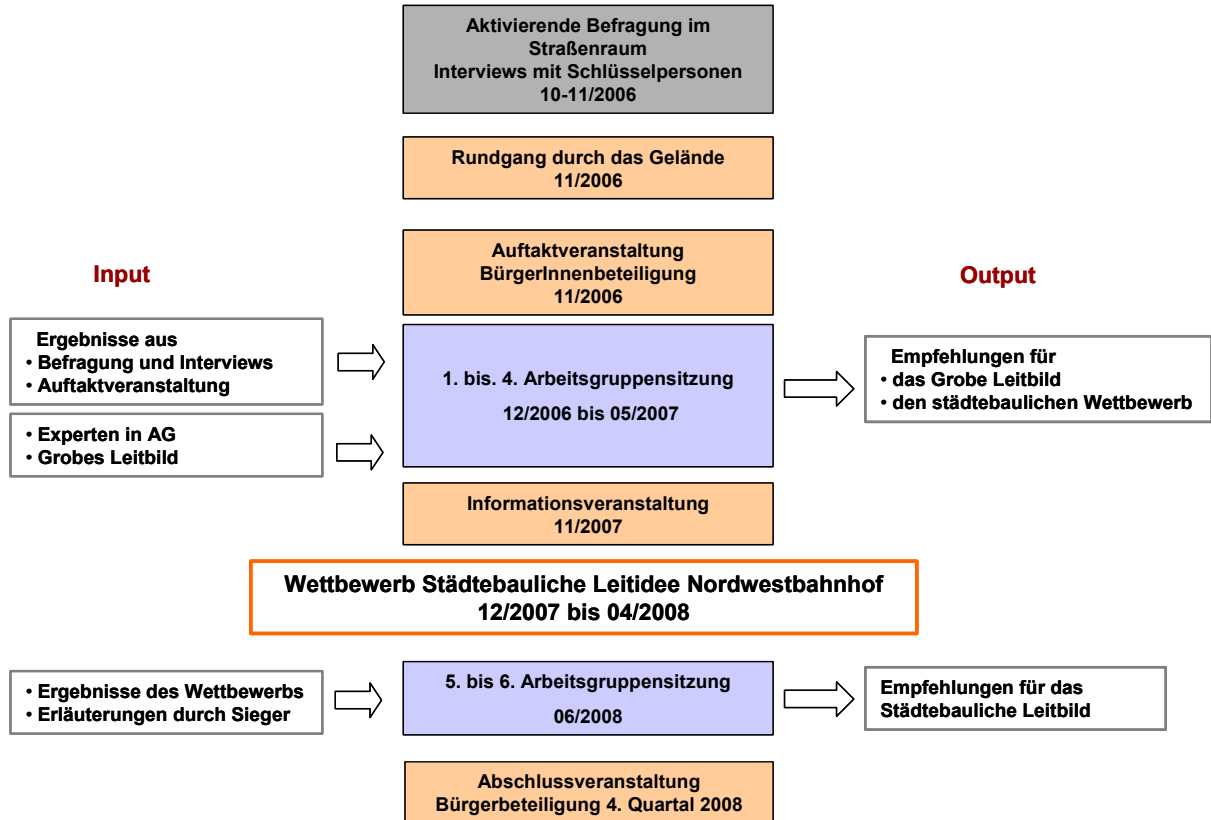 Aktivierende Befragung im
Straßenraum
Interviews mit Schlüsselpersonen
10-11/2006
Rundgang durch das Gelände
11/2006
Auftaktveranstaltung
BürgerInnenbeteiligung
11/2006
Input
Output
Ergebnisse aus
• Befragung und Interviews
• Auftaktveranstaltung
• Experten in AG
• Grobes Leitbild
1. bis. 4. Arbeitsgruppensitzung
12/2006 bis 05/2007
Empfehlungen für
• das Grobe Leitbild
• den städtebaulichen Wettbewerb
Informationsveranstaltung
11/2007
Wettbewerb Städtebauliche Leitidee Nordwestbahnhof
12/2007 bis 04/2008
• Ergebnisse des Wettbewerbs
• Erläuterungen durch Sieger
5. bis 6. Arbeitsgruppensitzung
06/2008
Empfehlungen für das
Städtebauliche Leitbild
Abschlussveranstaltung
Bürgerbeteiligung 4. Quartal 2008